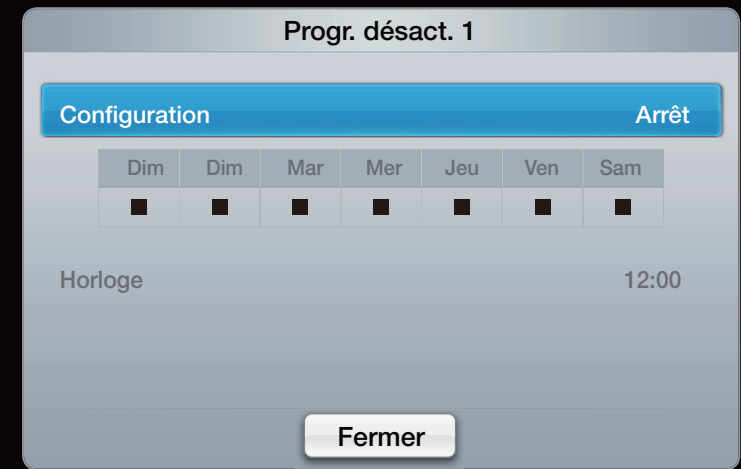 Progr. désact. 1
Configuration Arrêt
Dim Dim Mar Mer Jeu Ven Sam
Horloge 12:00
Fermer